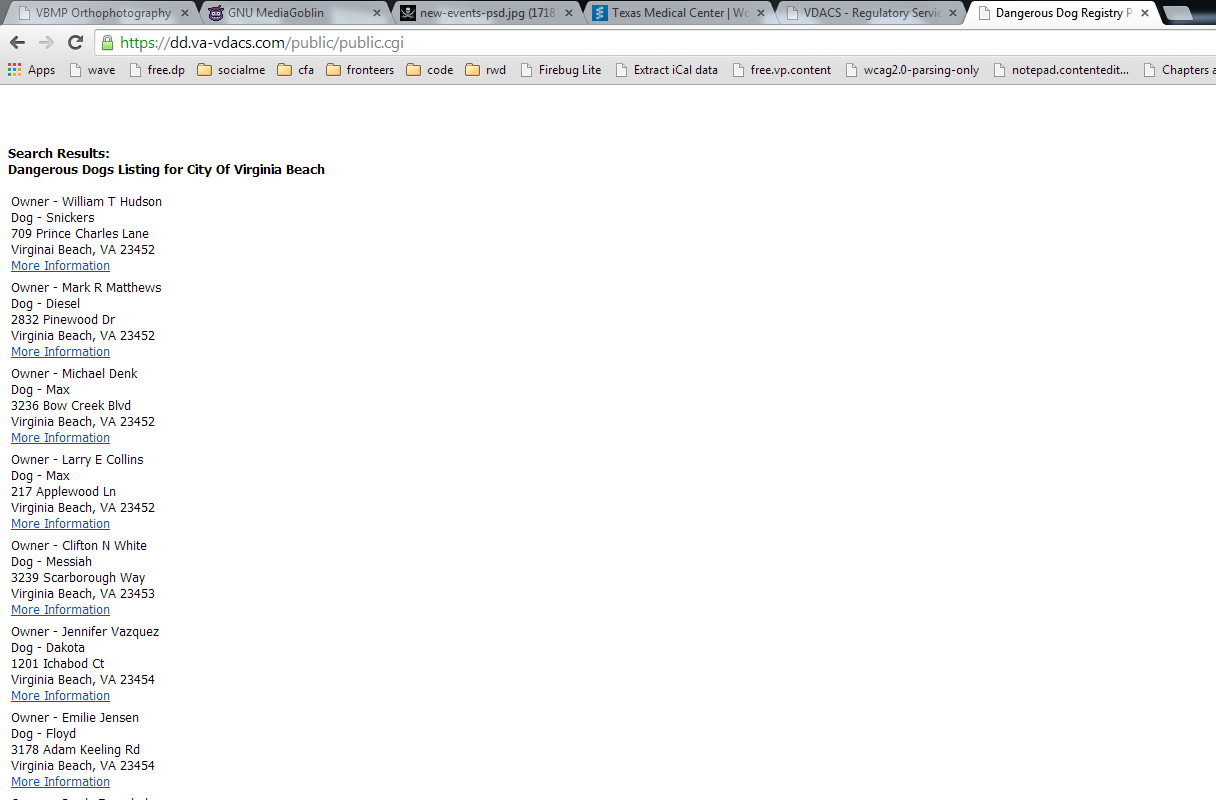 VBMP Orthophotography
GNU MediaGoblin
new-events-psd.jpg (1718
Texas Medical Center | Wo
VDACS - Regulatory Servic
Dangerous Dog Registry P
https://dd.va-vdacs.com/public/public.cgi
Apps
wave
free.dp
socialme
cfa
fronteers
code
rwd
Firebug Lite
Extract iCal data
free.vp.content
wcag2.0-parsing-only
notepad.contentedit...
Chapters a
Search Results:
Dangerous Dogs Listing for City Of Virginia Beach
Owner - William T Hudson
Dog - Snickers
709 Prince Charles Lane
Virginai Beach, VA 23452
More Information
Owner - Mark R Matthews
Dog - Diesel
2832 Pinewood Dr
Virginia Beach, VA 23452
More Information
Owner - Michael Denk
Dog - Max
3236 Bow Creek Blvd
Virginia Beach, VA 23452
More Information
Owner - Larry E Collins
Dog - Max
217 Applewood Ln
Virginia Beach, VA 23452
More Information
Owner - Clifton N White
Dog - Messiah
3239 Scarborough Way
Virginia Beach, VA 23453
More Information
Owner - Jennifer Vazquez
Dog - Dakota
1201 Ichabod Ct
Virginia Beach, VA 23454
More Information
Owner - Emilie Jensen
Dog - Floyd
3178 Adam Keeling Rd
Virginia Beach, VA 23454
More Information